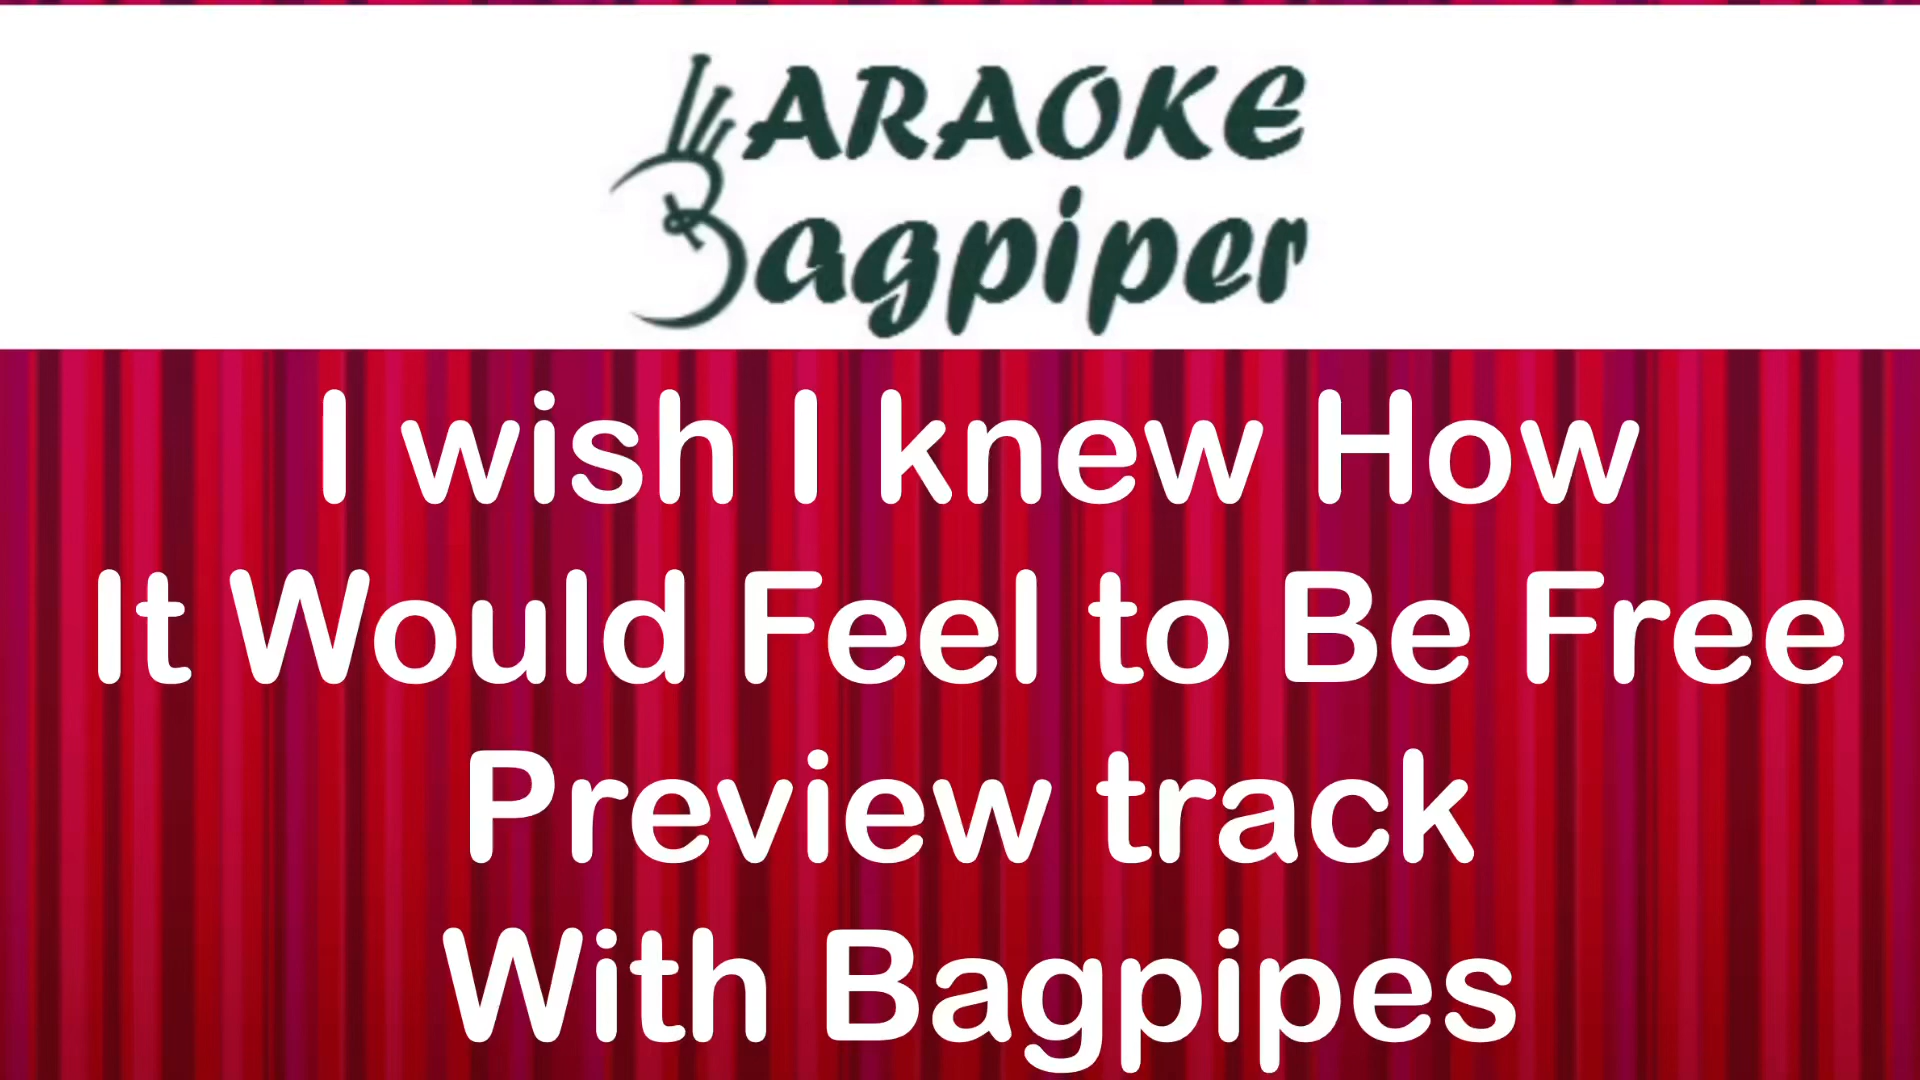 KARAOKE
Bagpiper
I wish I knew How
It Would Feel to Be Free
Preview track
With Bagpipes